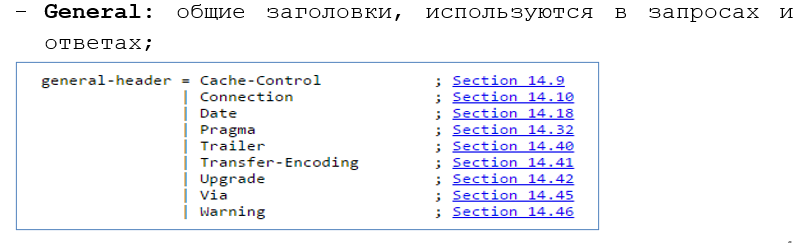 - General: общие заголовки, используются в запросах и
ответах;
general-header = Cache-Control ; Section 14.9
| Connection ; Section 14.10
| Date ; Section 14.18
| Pragma ; Section 14.32
| Trailer ; Section 14.40
| Transfer-Encoding ; Section 14.41
| Upgrade ; Section 14.42
| Via ; Section 14.45
| Warning ; Section 14.46